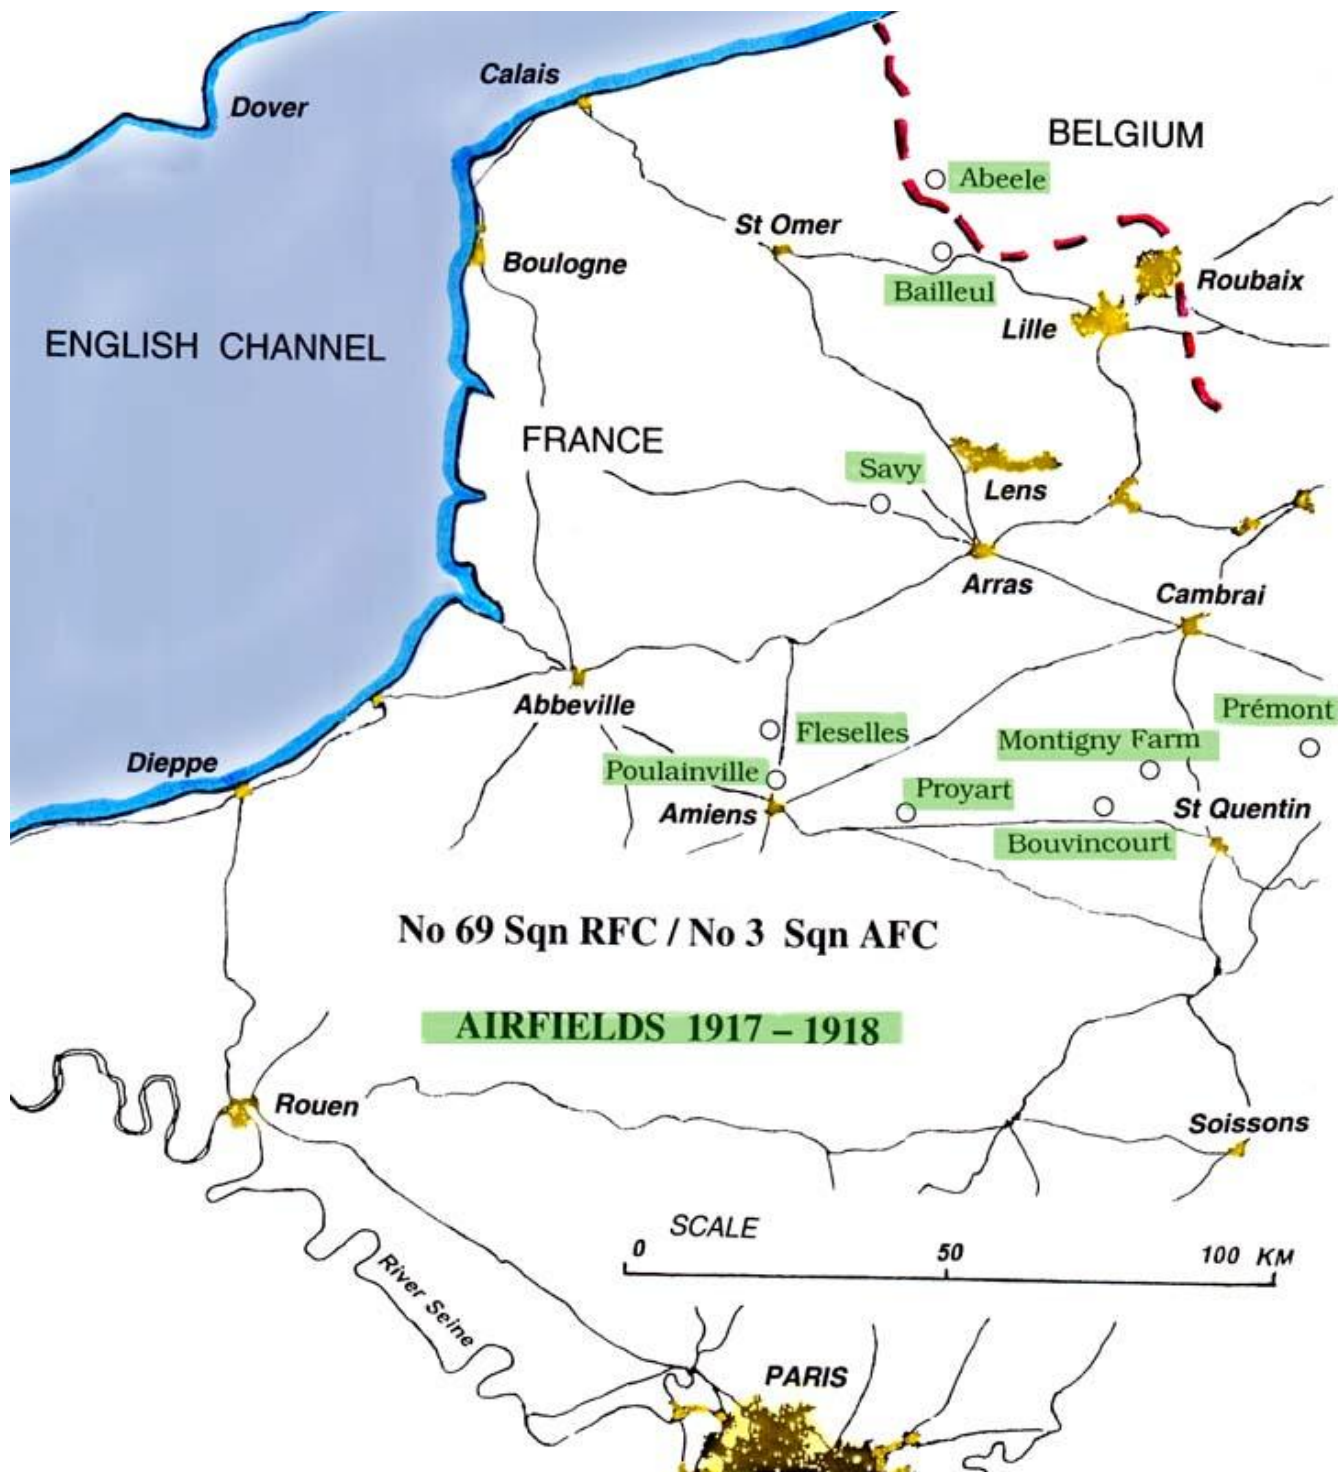 Calais
Dover
BELGIUM
Abeele
St Omer
Boulogne
Bailleul
Roubaix
Lille
ENGLISH CHANNEL
FRANCE
Savy
Lens
Arras
Cambrai
Abbeville
Prémont
Fleselles
Montigny Farm
Dieppe
Poulainville
Proyart
Amiens
St Quentin
Bouvincourt
No 69 Sqn RFC / No 3 Sqn AFC
AIRFIELDS 1917 – 1918
Rouen
Soissons
SCALE
0 50 100 KM
River Seine
PARIS